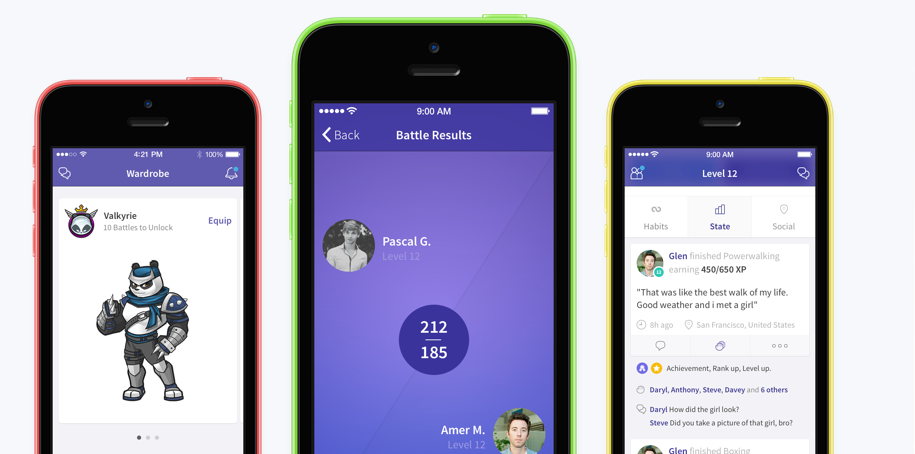 4:21 PM
100%
Wardrobe
Valkyrie
10 Battles to Unlock
Equip
9:00 AM
Back
Battle Results
Pascal G.
Level 12
212
185
Amer M.
Level 12
9:00 AM
Level 12
Habits
State
Social
Glen finished Powerwalking
earning 450/650 XP
12
"That was like the best walk of my life.
Good weather and i met a girl"
8h ago
San Francisco, United States
Achievement, Rank up, Level up.
Daryl, Anthony, Steve, Davey and 6 others
Daryl How did the girl look?
Steve Did you take a picture of that girl, bro?
Glen finished Boxing